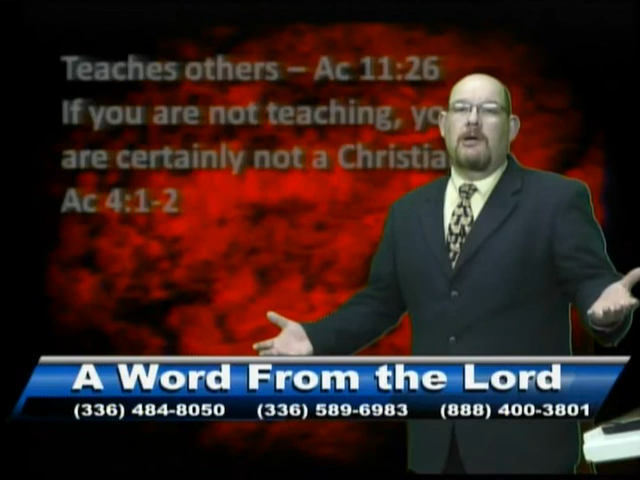 Teaches others – Ac 11:26
If you are not teaching, yo
are certainly not a Christia
Ac 4:1-2
A Word From the Lord
(336) 484-8050 (336) 589-6983 (888) 400-3801